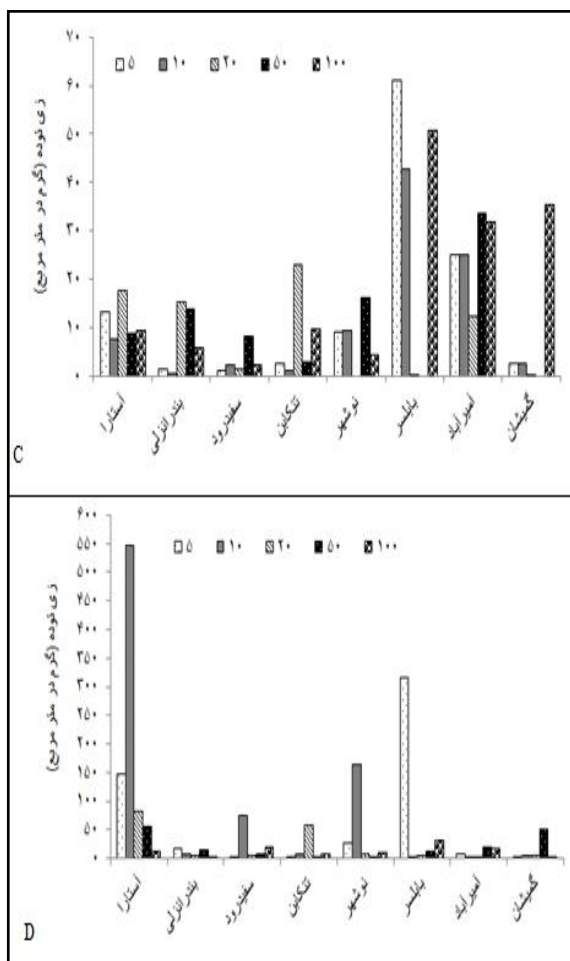 ۷۰
۶۰
۵۰
۴۰
۳۰
۲۰
۱۰
۰
زی توده (گرم در متر مربع)
۵ ۱۰ ۲۰ ۵۰ ۱۰۰
آستارا بندرانزلی سفیدرود تنکابن نوشهر بابلسر امیرآباد گمیشان
C
۶۰۰
۵۵۰
۵۰۰
۴۵۰
۴۰۰
۳۵۰
۳۰۰
۲۵۰
۲۰۰
۱۵۰
۱۰۰
۵۰
۰
زی توده (گرم در متر مربع)
۵ ۱۰ ۲۰ ۵۰ ۱۰۰
آستارا بندرانزلی سفیدرود تنکابن نوشهر بابلسر امیرآباد گمیشان
D